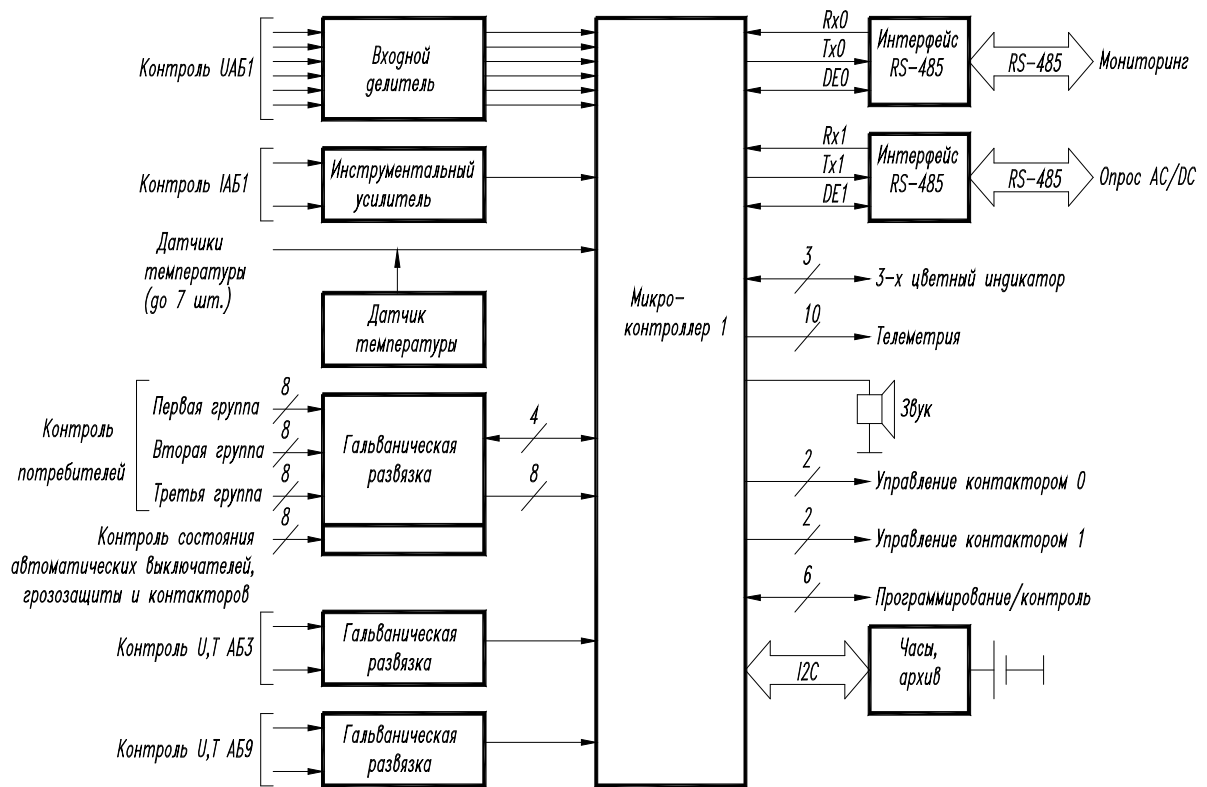 Контроль UАБ1
Входной
делитель
Контроль IАБ1
Инструментальный
усилитель
Датчики
температуры
(до 7 шт.)
Датчик
температуры
Контроль
потребителей
8
Первая группа
8
Вторая группа
8
Третья группа
8
Контроль состояния
автоматических выключателей,
грозозащиты и контакторов
Гальваническая
развязка
4
8
Контроль U,T АБ3
Гальваническая
развязка
Контроль U,T АБ9
Гальваническая
развязка
Микро-
контроллер 1
Rx0
Tx0
DE0
Интерфейс
RS-485
RS-485
Мониторинг
Rx1
Tx1
DE1
Интерфейс
RS-485
RS-485
Опрос AC/DC
3
3-х цветный индикатор
10
Телеметрия
Звук
2
Управление контактором 0
2
Управление контактором 1
6
Программирование/контроль
I2C
Часы,
архив